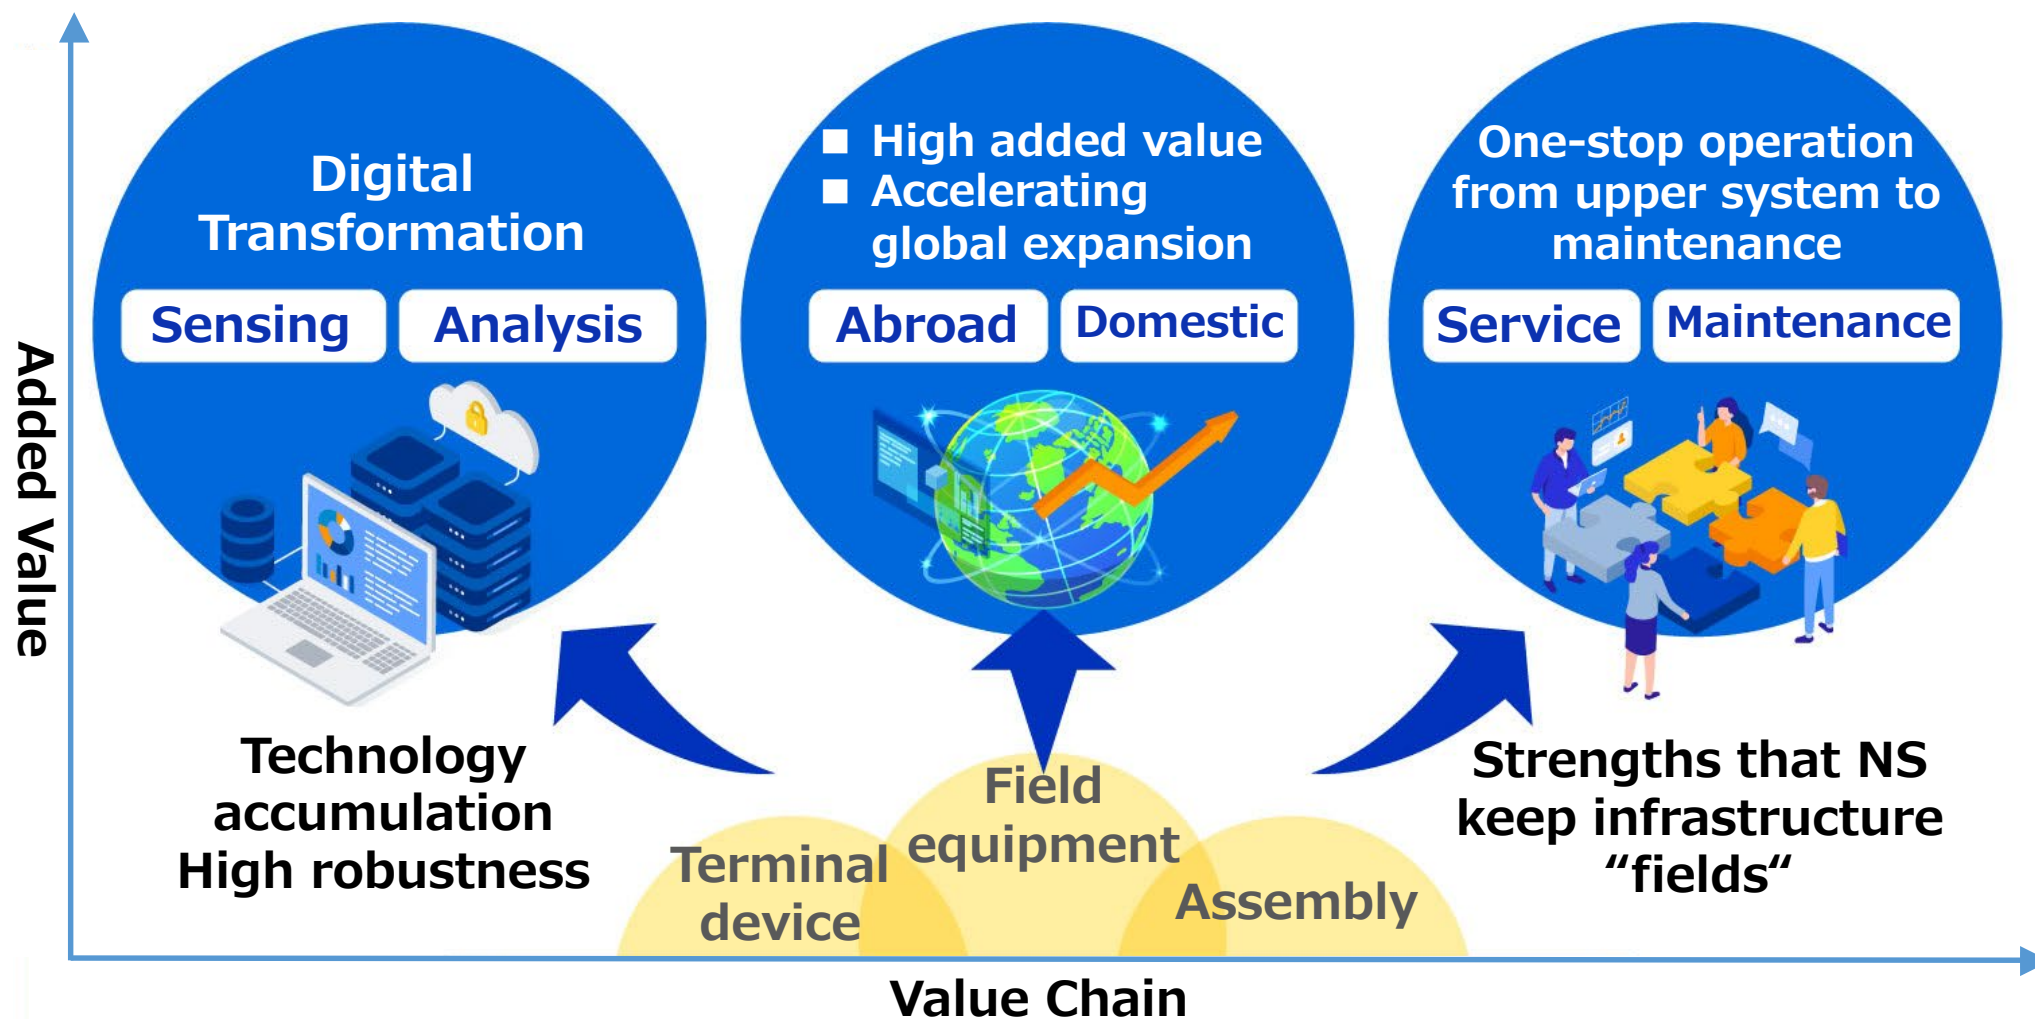 Added Value
Digital
Transformation
Sensing
Analysis
■ High added value
■ Accelerating
global expansion
Abroad
Domestic
One-stop operation
from upper system to
maintenance
Service
Maintenance
Technology
accumulation
High robustness
Terminal
device
Field
equipment
Assembly
Strengths that NS
keep infrastructure
“fields“
Value Chain